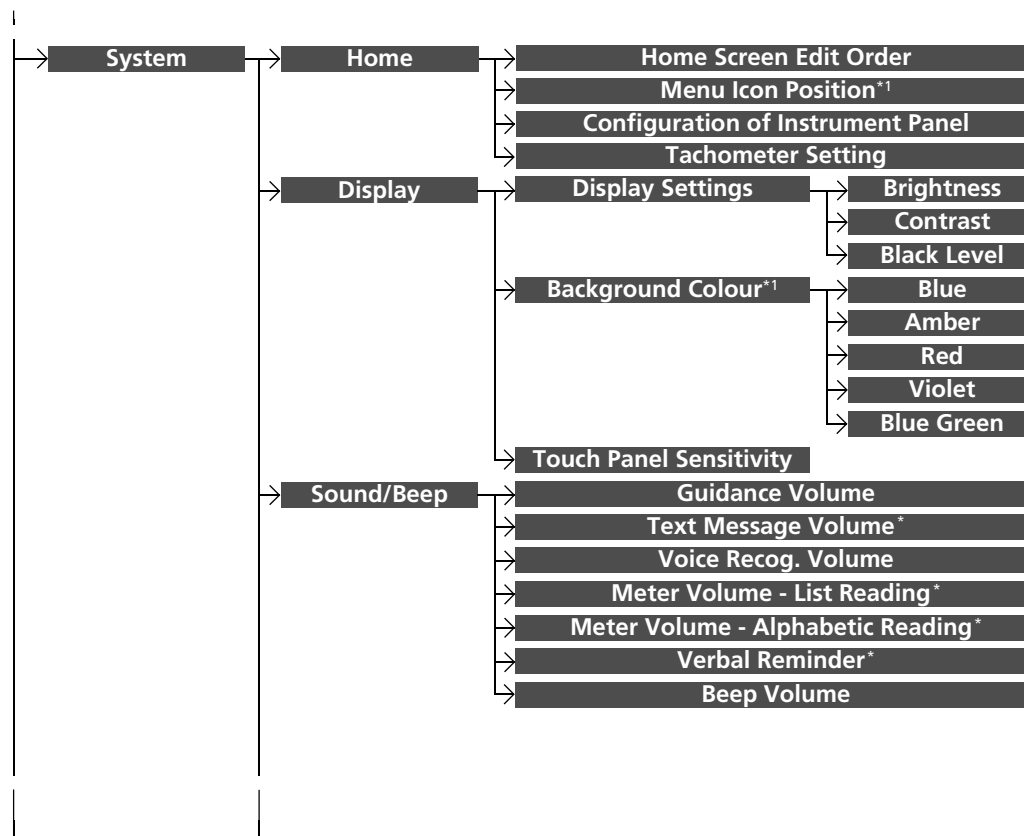 System
Home
Home Screen Edit Order
Menu Icon Position*1
Configuration of Instrument Panel
Tachometer Setting
Display
Display Settings
Brightness
Contrast
Black Level
Background Colour*1
Blue
Amber
Red
Violet
Blue Green
Touch Panel Sensitivity
Sound/Beep
Guidance Volume
Text Message Volume*
Voice Recog. Volume
Meter Volume - List Reading*
Meter Volume - Alphabetic Reading*
Verbal Reminder*
Beep Volume